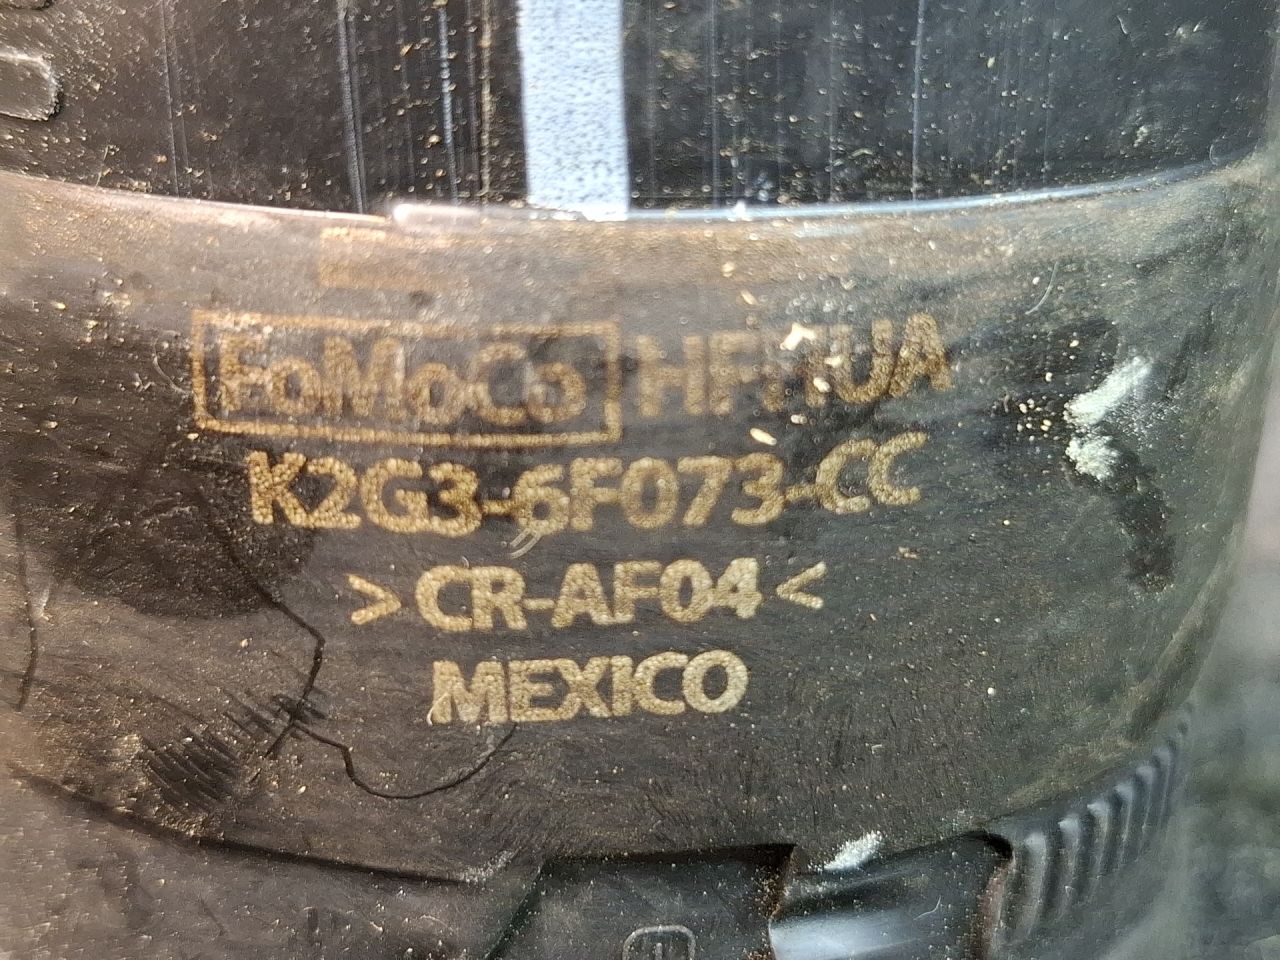 FoMoCo HFHUA
K2G3-6F073-CC
>CR-AF04<
MEXICO